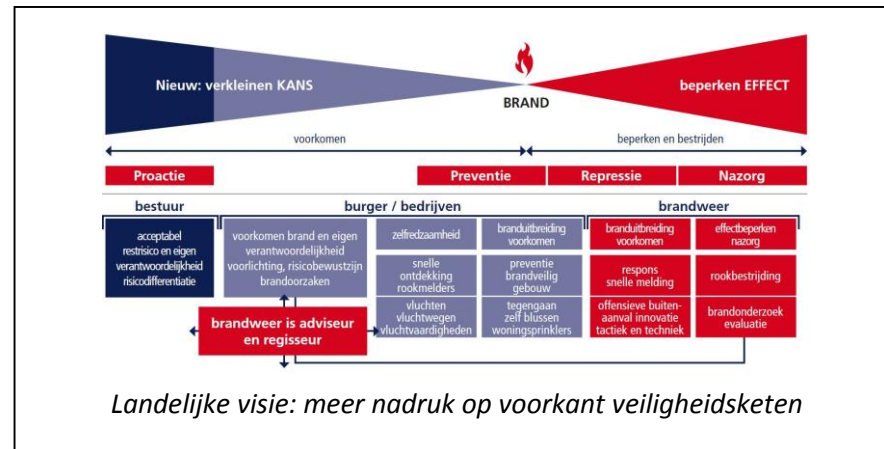 Nieuw: verkleinen KANS
beperken EFFECT
BRAND
voorkomen
beperken en bestrijden
Proactie
Preventie
Repressie
Nazorg
bestuur
burger / bedrijven
brandweer
acceptabel
restrisico en eigen
verantwoordelijkheid
risicodifferentiatie
voorkomen brand en eigen
verantwoordelijkheid
voorlichting, risicobewustzijn
brandoorzaken
zelfredzaamheid
snelle
ontdekking
rookmelders
vluchten
vluchtwegen
vluchtvaardigheden
branduitbreiding
voorkomen
preventie
brandveilig
gebouw
tegengaan
zelf blussen
woningsprinklers
branduitbreiding
voorkomen
respons
snelle melding
offensieve buiten-
aanval innovatie
tactiek en techniek
effectbeperken
nazorg
rookbestrijding
brandonderzoek
evaluatie
brandweer is adviseur
en regisseur
Landelijke visie: meer nadruk op voorkant veiligheidsketen